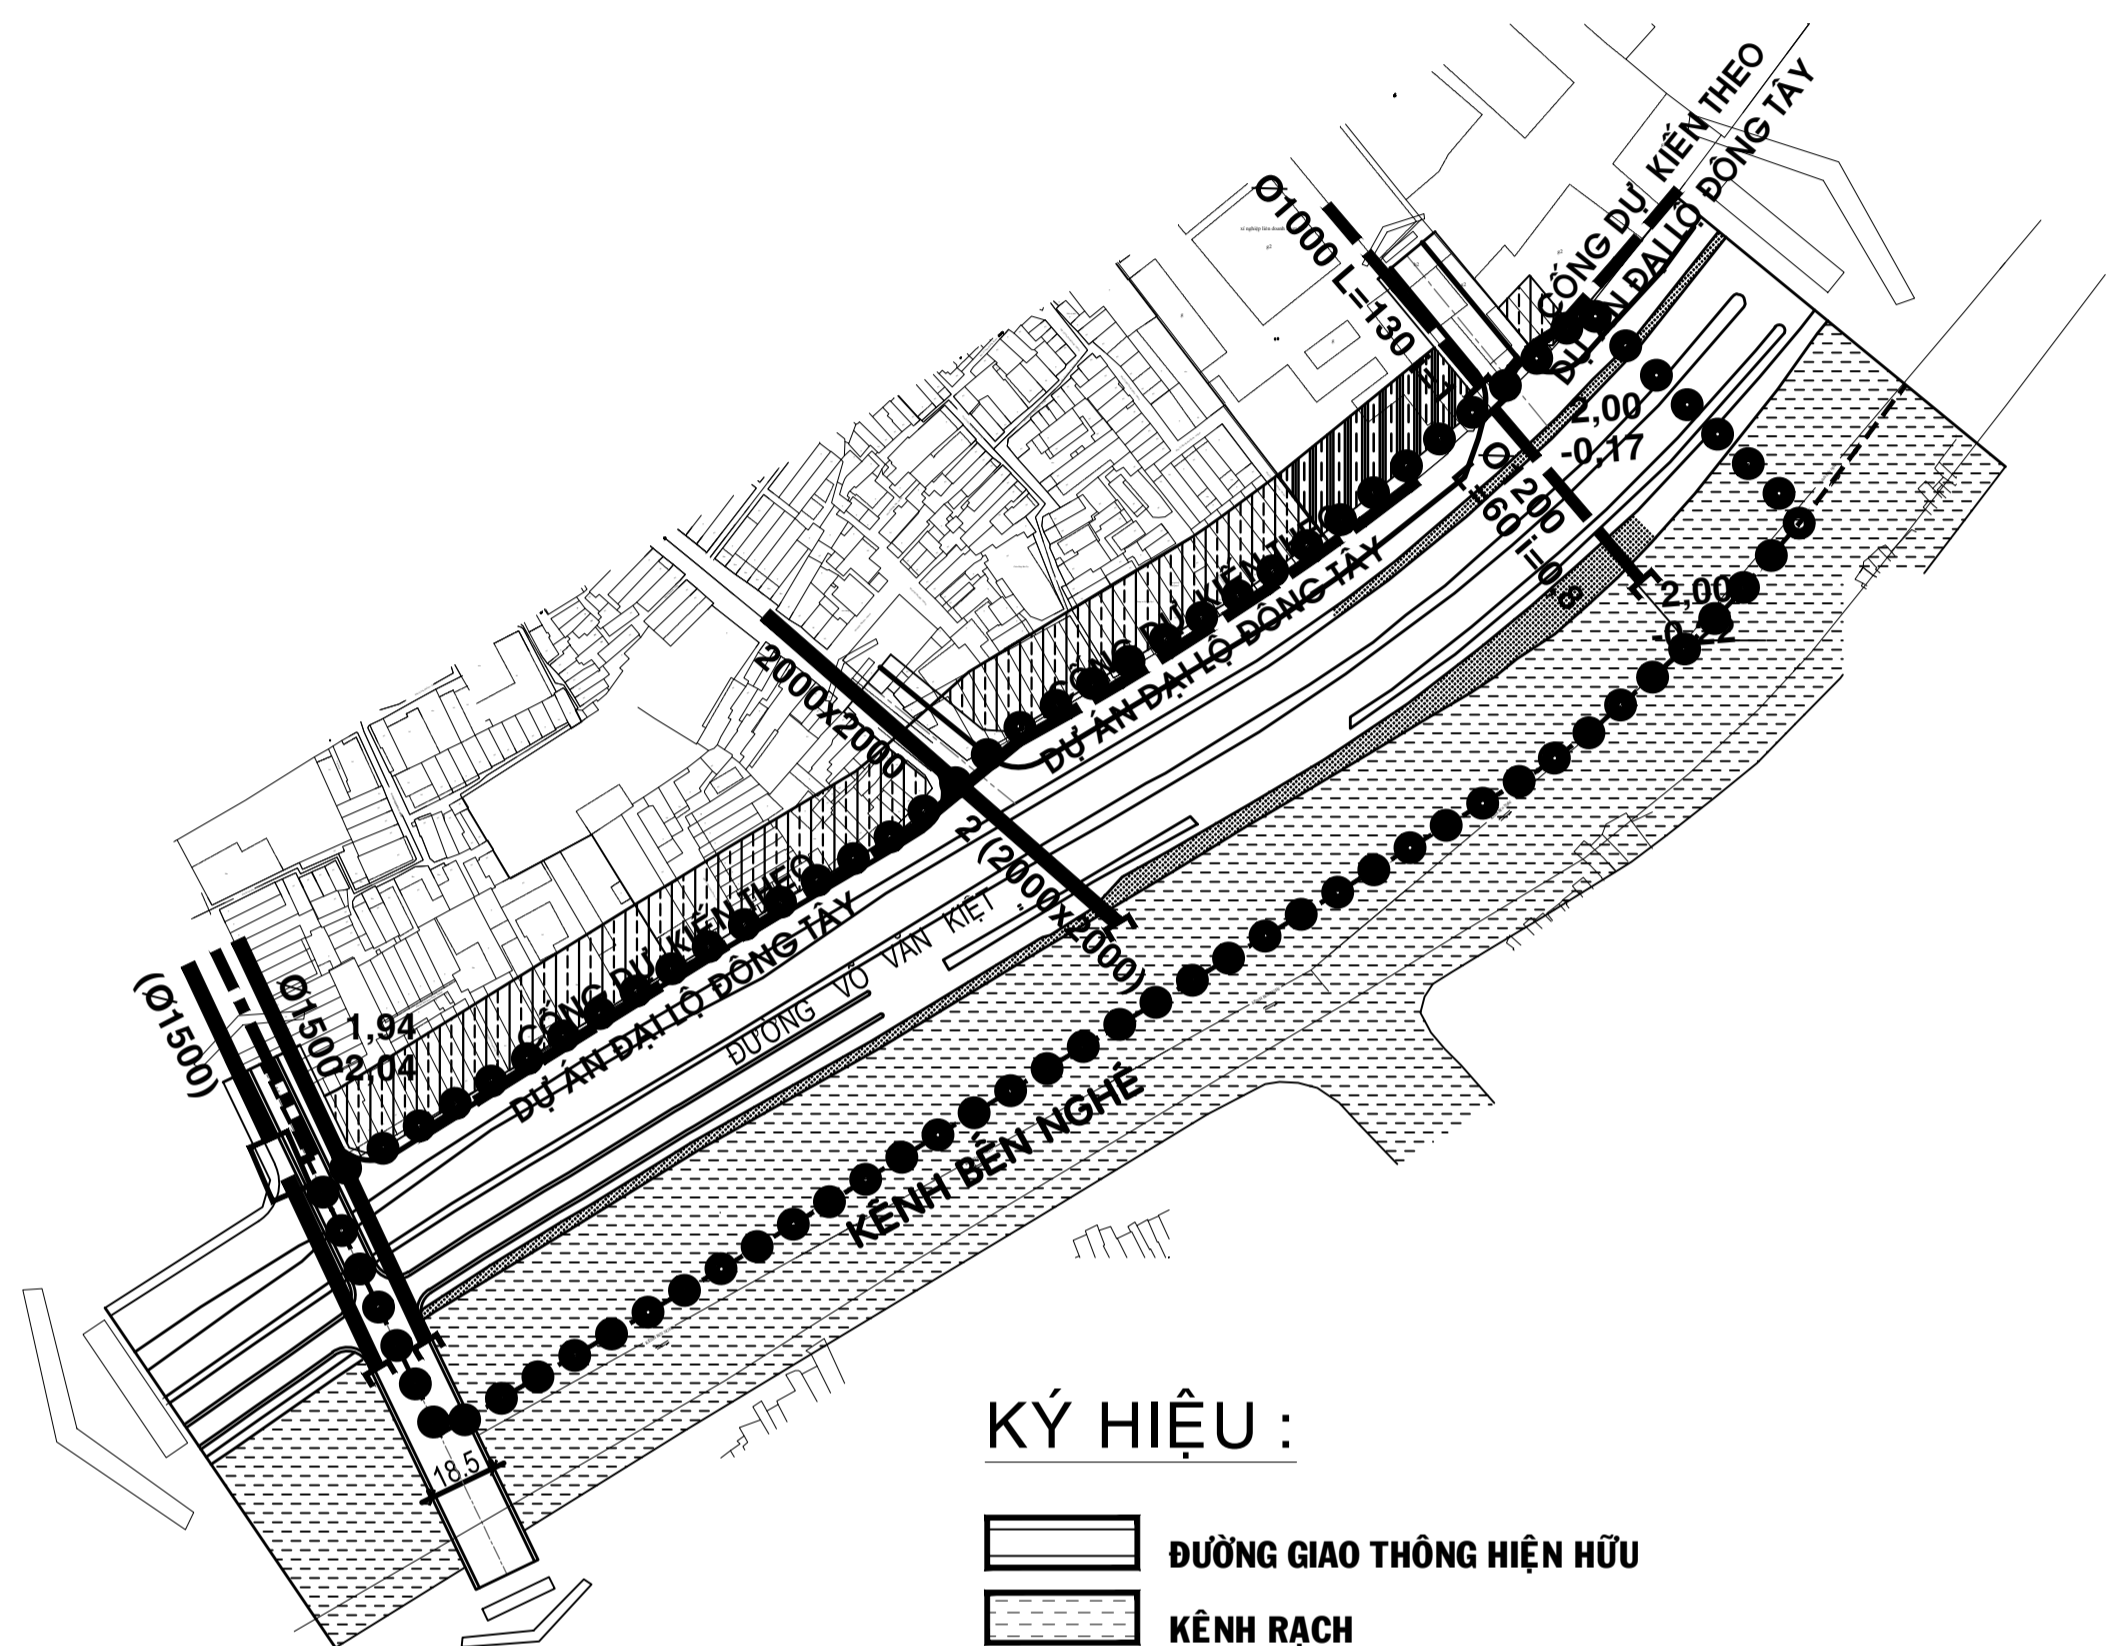 CỐNG DỰ KIẾN THEO
DỰ ÁN ĐẠI LỘ ĐÔNG TÂY
Ø1000 L=130
2,00
-0,17
2,00
2000x2000
CỐNG DỰ KIẾN THEO
DỰ ÁN ĐẠI LỘ ĐÔNG TÂY
2 (2000x2000)
CỐNG DỰ KIẾN THEO
DỰ ÁN ĐẠI LỘ ĐÔNG TÂY
ĐƯỜNG VÕ VĂN KIỆT
(Ø1500)
Ø1500
1,94
-2,04
KÊNH BẾN NGHÉ
18.5
KÝ HIỆU :
ĐƯỜNG GIAO THÔNG HIỆN HỮU
KÊNH RẠCH